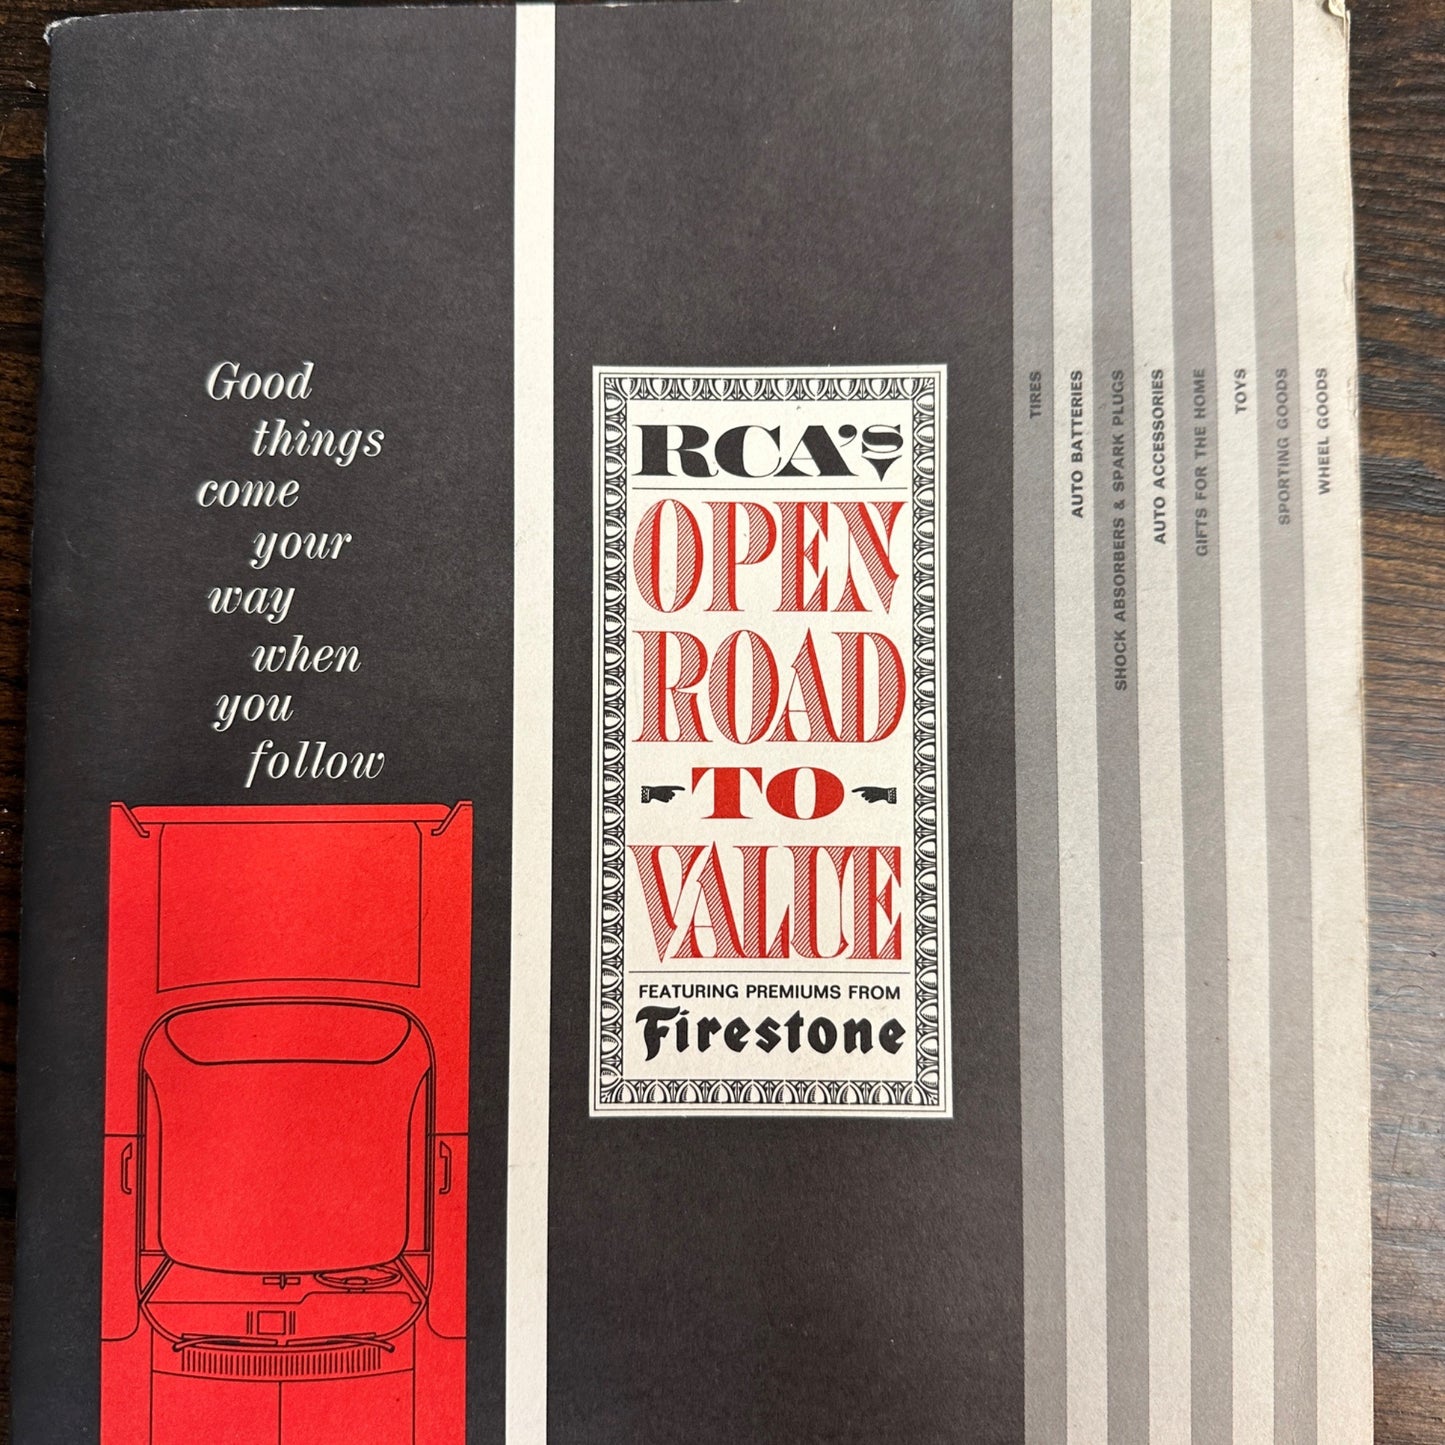 Good
things
come
your
way
when
you
follow
RCA's
OPEN
ROAD
TO
VALUE
FEATURING PREMIUMS FROM
Firestone
TIRES
AUTO BATTERIES
SHOCK ABSORBERS & SPARK PLUGS
AUTO ACCESSORIES
GIFTS FOR THE HOME
TOYS
SPORTING GOODS
WHEEL GOODS